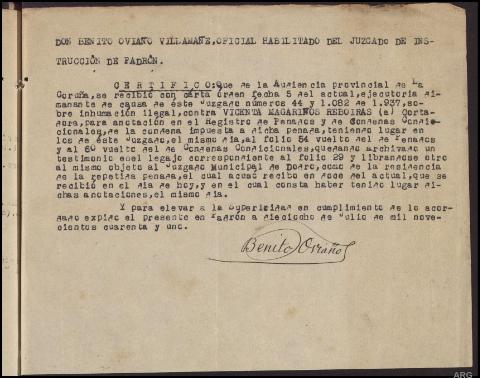 DON BENITO OVIAÑO VILLAMAÑE, OFICIAL HABILITADO DEL JUZGADO DE INS-
TRUCCIÓN DE PADRÓN.
C E R T I F I C O: que de la Audiencia provincial de La
Coruña, se recibió con carta Órden fecha 5 del actual, ejecutoria di-
manante de causa de éste Juzgado números 44 y 1.082 de 1.937, so-
bre inhumación ilegal, contra VICENTA MAGARIÑOS REBOIRAS (a) Corta-
dora, para anotación en el Registro de Penados y de Condenas Condi-
cionales, de la condena impuesta a dicha penada, teniendo lugar en
los de éste Juzgado, el mismo día, al folio 54 vuelto del de Penados
y al 60 vuelto del de Condenas Condicionales, quedando archivado un
testimonio en el legajo correspondiente al folio 29 y librandose otro
al mismo objeto al Juzgado Municipal de Dodro, como de la residencia
de la repetida penada, el cual acusó recibo en doce del actual, que se
recibió en el día de hoy, y en el cual consta haber tenido lugar di-
chas anotaciones, el mismo día.
Y para elevar a la Superioridad en cumplimiento de lo acor-
dado expido el presente en Padrón a dieciocho de Julio de mil nove-
cientos cuarenta y uno.
Benito Oviaño
ARG